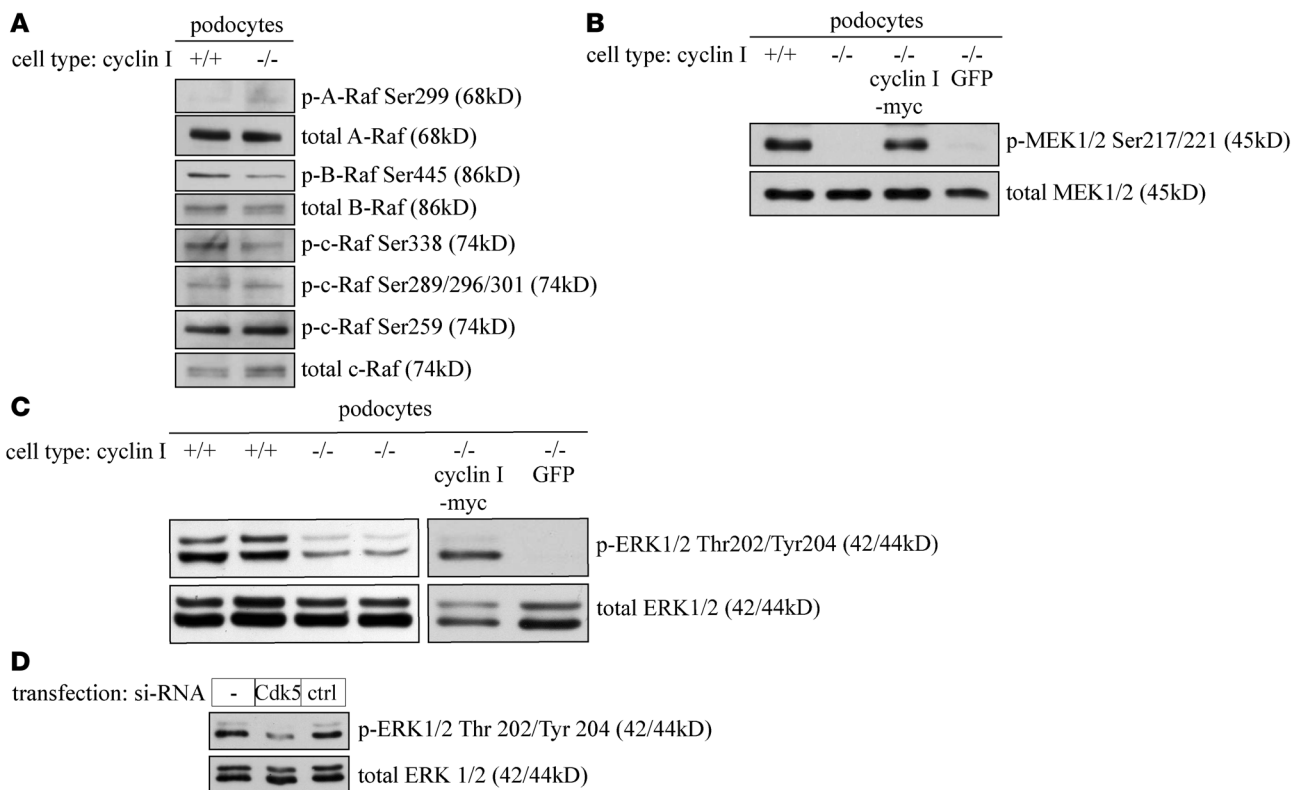 A
podocytes
cell type: cyclin I +/+ -/-
p-A-Raf Ser299 (68kD)
total A-Raf (68kD)
p-B-Raf Ser445 (86kD)
total B-Raf (86kD)
p-c-Raf Ser338 (74kD)
p-c-Raf Ser289/296/301 (74kD)
p-c-Raf Ser259 (74kD)
total c-Raf (74kD)
B
podocytes
cell type: cyclin I +/+ -/- -/- -/-
cyclin I GFP
-myc
p-MEK1/2 Ser217/221 (45kD)
total MEK1/2 (45kD)
C
podocytes
cell type: cyclin I +/+ +/+ -/- -/- -/- -/-
cyclin I GFP
-myc
p-ERK1/2 Thr202/Tyr204 (42/44kD)
total ERK1/2 (42/44kD)
D
transfection: si-RNA - Cdk5 ctrl
p-ERK1/2 Thr 202/Tyr 204 (42/44kD)
total ERK 1/2 (42/44kD)